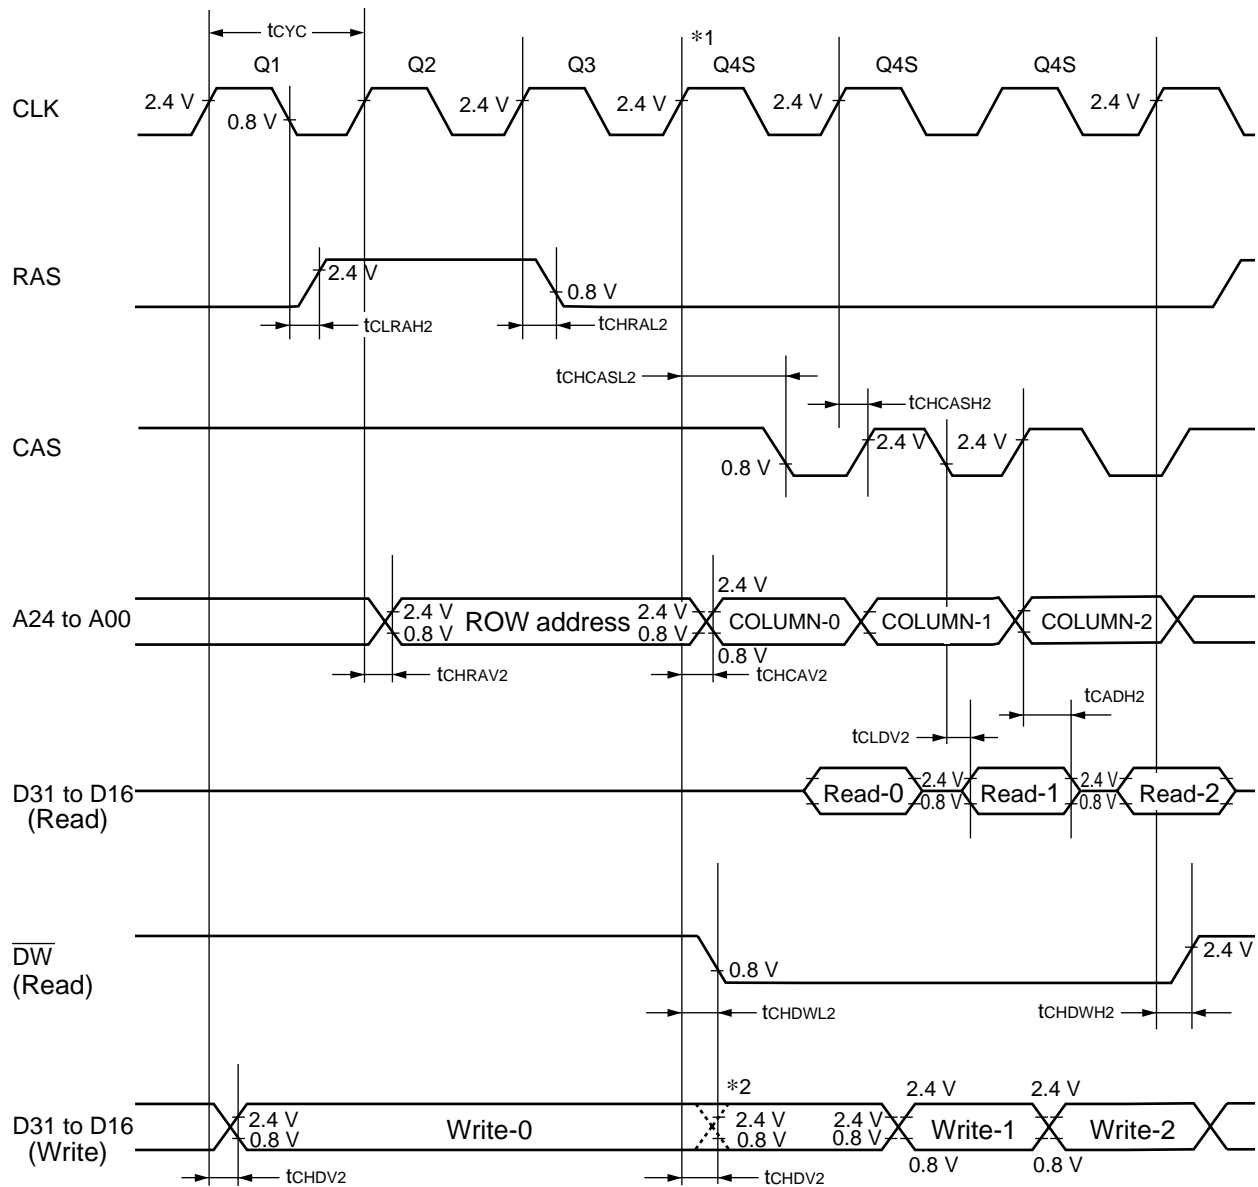 tCYC
*1
Q1 Q2 Q3 Q4S Q4S Q4S
CLK
2.4 V 0.8 V 2.4 V 2.4 V 2.4 V 2.4 V
RAS
2.4 V 0.8 V
tCLRAH2 tCHRAL2
tCHCASL2
tCHCASH2
CAS
2.4 V 2.4 V
0.8 V
2.4 V
A24 to A00
2.4 V ROW address 2.4 V COLUMN-0 COLUMN-1 COLUMN-2
0.8 V 0.8 V
0.8 V
tCHRAV2 tCHCAV2
tCADH2
tCLDV2
D31 to D16
(Read)
Read-0 2.4 V Read-1 2.4 V Read-2
0.8 V 0.8 V
DW
(Read)
0.8 V 2.4 V
tCHDWL2 tCHDWH2
*2
2.4 V 2.4 V
D31 to D16
(Write)
2.4 V Write-0 2.4 V 2.4 V Write-1 Write-2
0.8 V 0.8 V 0.8 V
0.8 V 0.8 V
tCHDV2 tCHDV2